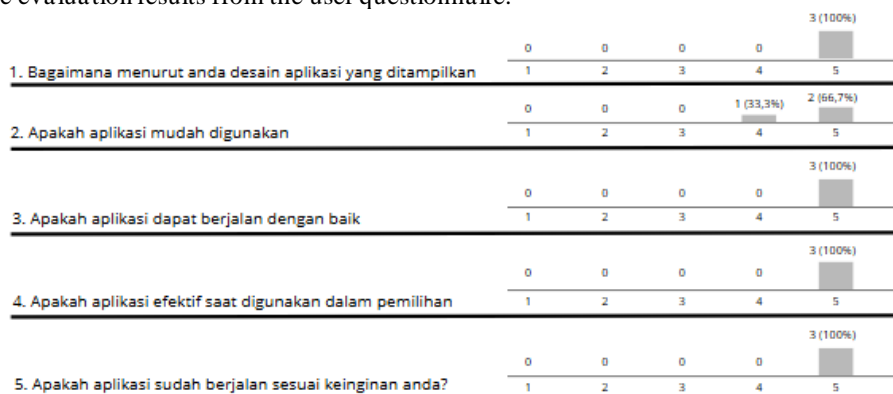 e evaluation results from the user questionnaire.
3 (100%)
0 0 0 0
1. Bagaimana menurut anda desain aplikasi yang ditampilkan 1 2 3 4 5
0 0 0 1 (33,3%) 2 (66,7%)
2. Apakah aplikasi mudah digunakan 1 2 3 4 5
3 (100%)
0 0 0 0
3. Apakah aplikasi dapat berjalan dengan baik 1 2 3 4 5
3 (100%)
0 0 0 0
4. Apakah aplikasi efektif saat digunakan dalam pemilihan 1 2 3 4 5
3 (100%)
0 0 0 0
5. Apakah aplikasi sudah berjalan sesuai keinginan anda? 1 2 3 4 5